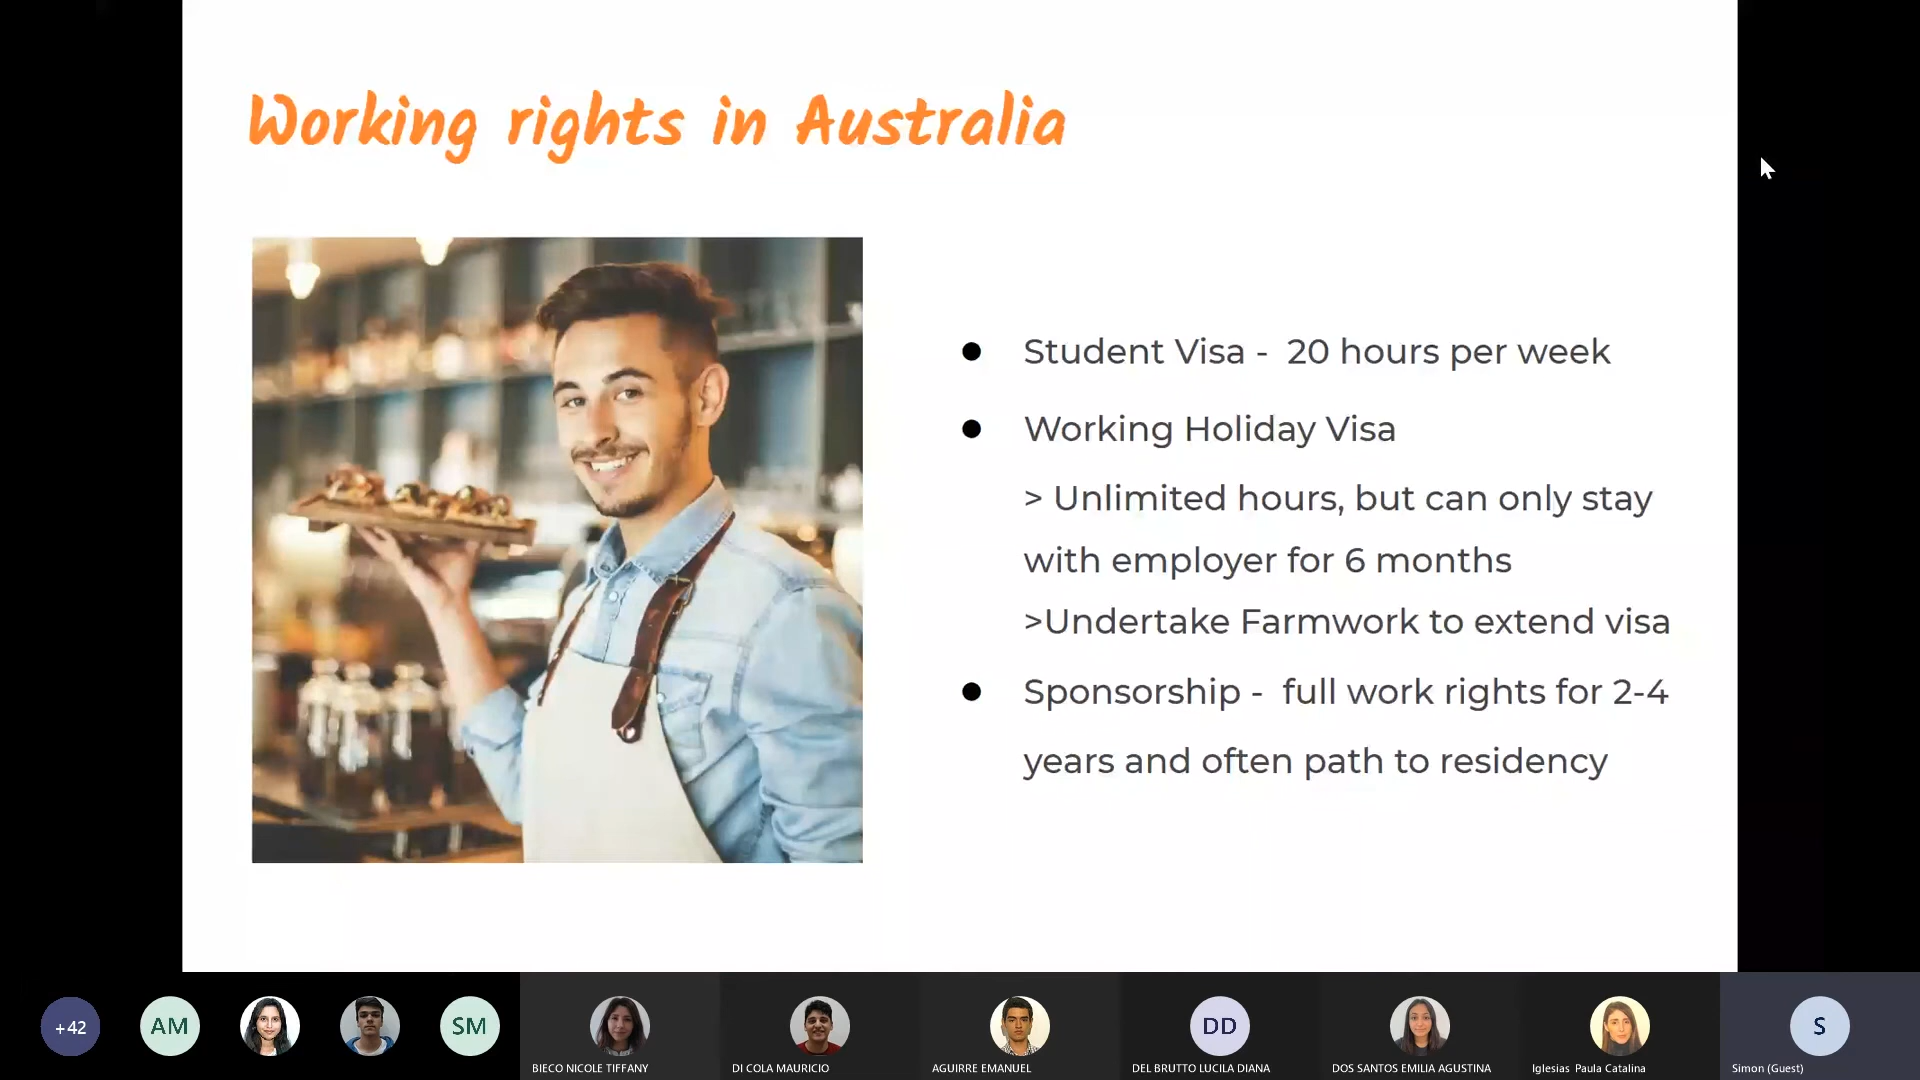 Working rights in Australia
● Student Visa - 20 hours per week
● Working Holiday Visa
> Unlimited hours, but can only stay
with employer for 6 months
>Undertake Farmwork to extend visa
● Sponsorship - full work rights for 2-4
years and often path to residency
+42
AM
SM
DD
S
BIECO NICOLE TIFFANY
DI COLA MAURICIO
AGUIRRE EMANUEL
DEL BRUTTO LUCILA DIANA
DOS SANTOS EMILIA AGUSTINA
Iglesias Paula Catalina
Simon (Guest)